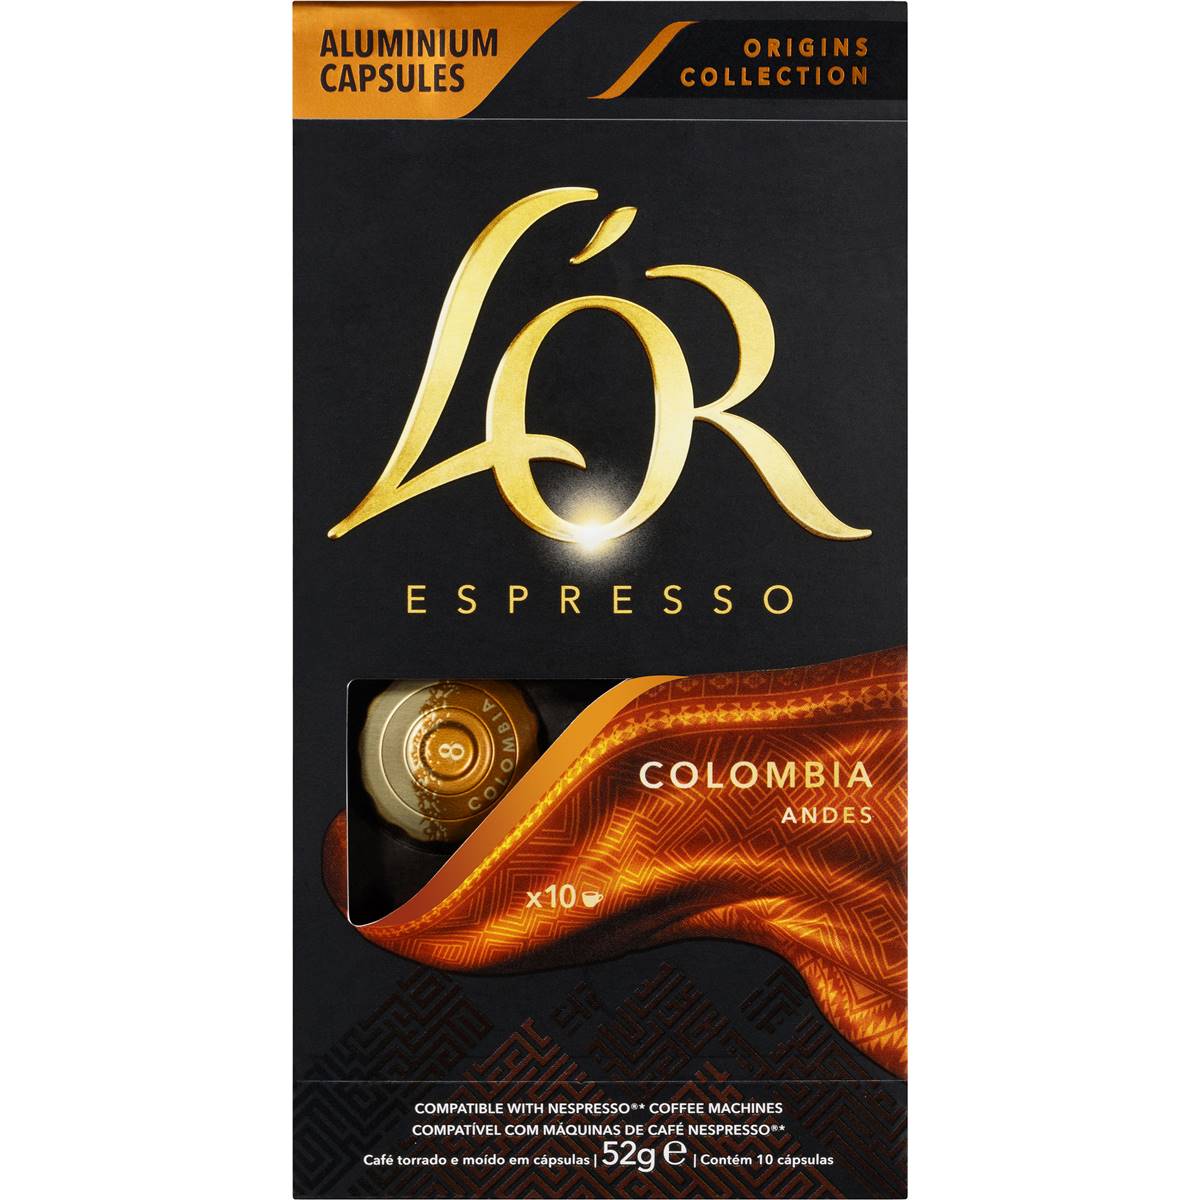 ALUMINIUM
CAPSULES
ORIGINS
COLLECTION
L'OR
ESPRESSO
8
COLOMBIA
COLOMBIA
ANDES
x10
COMPATIBLE WITH NESPRESSO®* COFFEE MACHINES
COMPATÍVEL COM MÁQUINAS DE CAFÉ NESPRESSO®*
Café torrado e moído em cápsulas | 52g ℮ | Contém 10 cápsulas